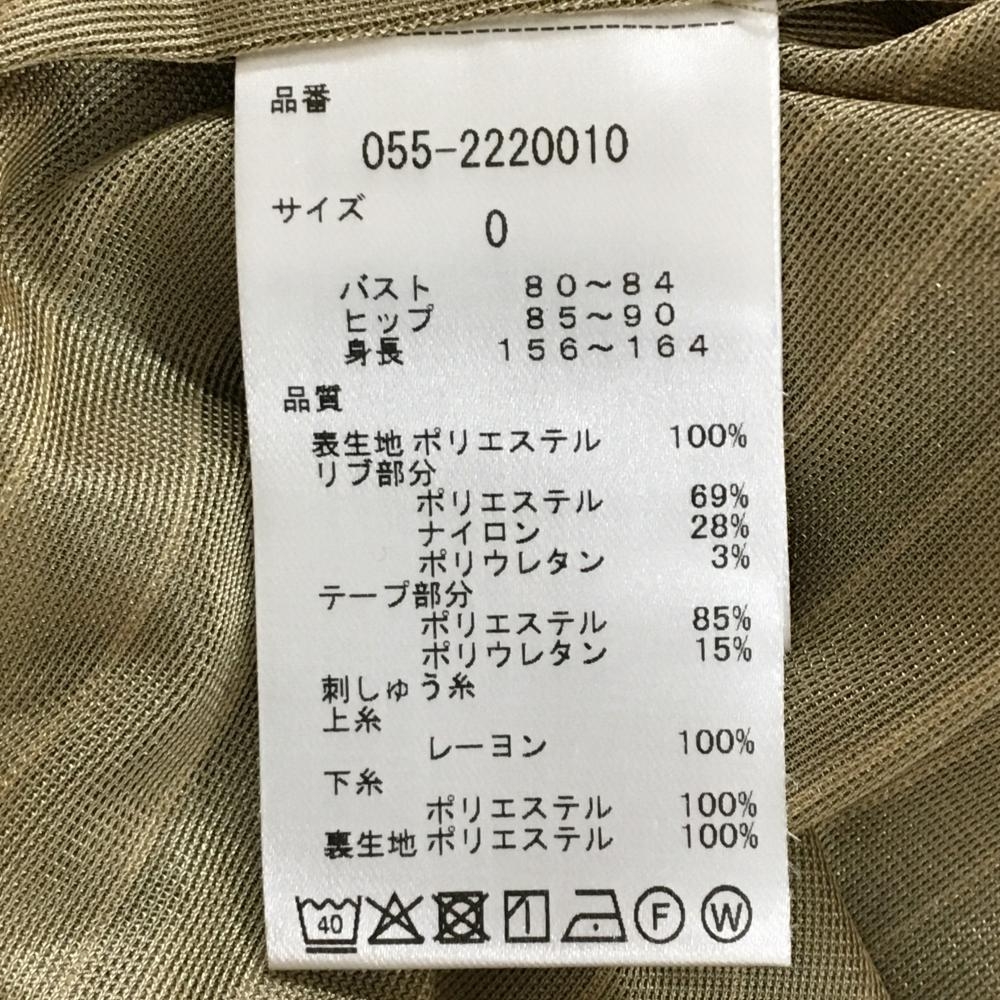 品番
055-2220010
サイズ
0
バスト 80～84
ヒップ 85～90
身長 156～164
品質
表生地 ポリエステル 100%
リブ部分
ポリエステル 69%
ナイロン 28%
ポリウレタン 3%
テープ部分
ポリエステル 85%
ポリウレタン 15%
刺しゅう糸
上糸
レーヨン 100%
下糸
ポリエステル 100%
裏生地 ポリエステル 100%
40 F W